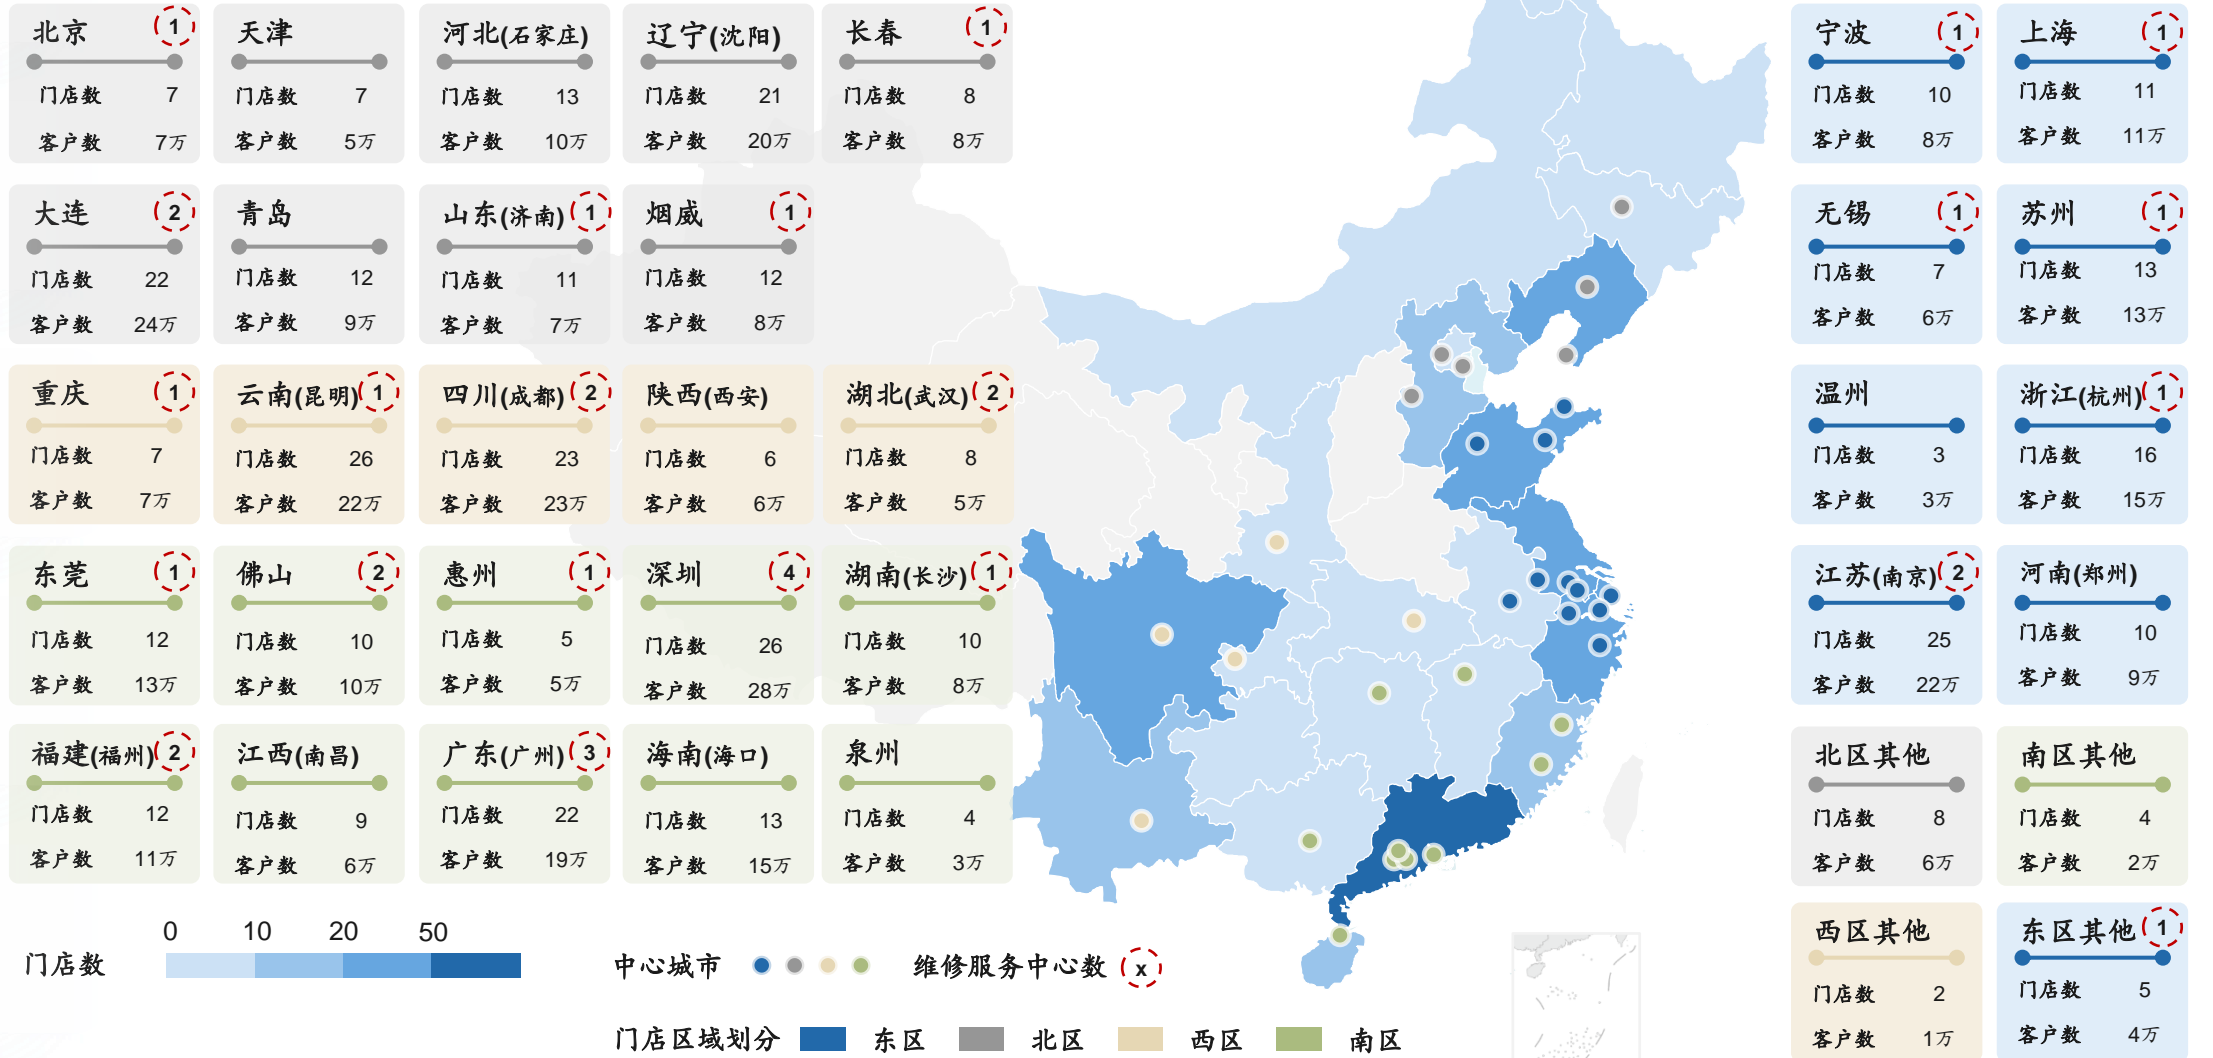 北京 1
门店数 7
客户数 7万
天津
门店数 7
客户数 5万
河北(石家庄)
门店数 13
客户数 10万
辽宁(沈阳)
门店数 21
客户数 20万
长春 1
门店数 8
客户数 8万
宁波 1
门店数 10
客户数 8万
上海 1
门店数 11
客户数 11万
大连 2
门店数 22
客户数 24万
青岛
门店数 12
客户数 9万
山东(济南) 1
门店数 11
客户数 7万
烟威 1
门店数 12
客户数 8万
无锡 1
门店数 7
客户数 6万
苏州 1
门店数 13
客户数 13万
重庆 1
门店数 7
客户数 7万
云南(昆明) 1
门店数 26
客户数 22万
四川(成都) 2
门店数 23
客户数 23万
陕西(西安)
门店数 6
客户数 6万
湖北(武汉) 2
门店数 8
客户数 5万
温州
门店数 3
客户数 3万
浙江(杭州) 1
门店数 16
客户数 15万
东莞 1
门店数 12
客户数 13万
佛山 2
门店数 10
客户数 10万
惠州 1
门店数 5
客户数 5万
深圳 4
门店数 26
客户数 28万
湖南(长沙) 1
门店数 10
客户数 8万
江苏(南京) 2
门店数 25
客户数 22万
河南(郑州)
门店数 10
客户数 9万
福建(福州) 2
门店数 12
客户数 11万
江西(南昌)
门店数 9
客户数 6万
广东(广州) 3
门店数 22
客户数 19万
海南(海口)
门店数 13
客户数 15万
泉州
门店数 4
客户数 3万
北区其他
门店数 8
客户数 6万
南区其他
门店数 4
客户数 2万
西区其他
门店数 2
客户数 1万
东区其他 1
门店数 5
客户数 4万
0 10 20 50
门店数
中心城市
维修服务中心数 x
门店区域划分 东区 北区 西区 南区